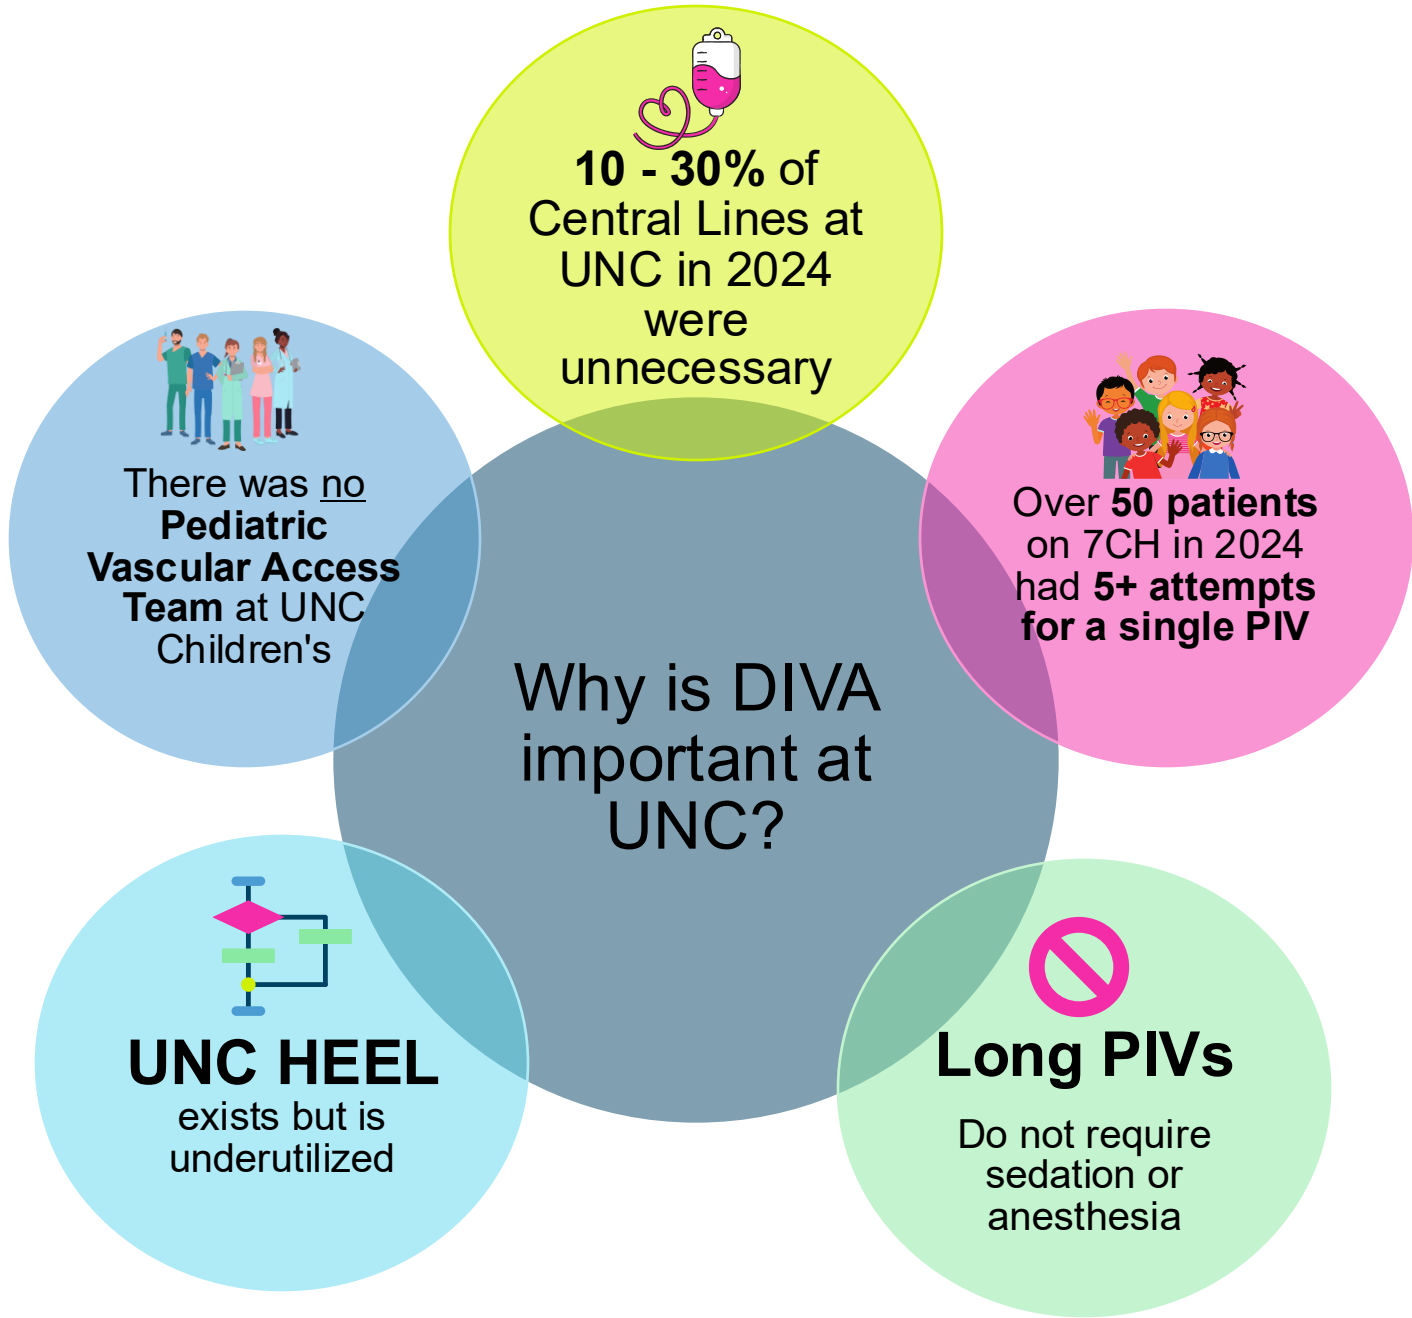 10 - 30% of
Central Lines at
UNC in 2024
were
unnecessary
There was no
Pediatric
Vascular Access
Team at UNC
Children's
Over 50 patients
on 7CH in 2024
had 5+ attempts
for a single PIV
Why is DIVA
important at
UNC?
UNC HEEL
exists but is
underutilized
Long PIVs
Do not require
sedation or
anesthesia